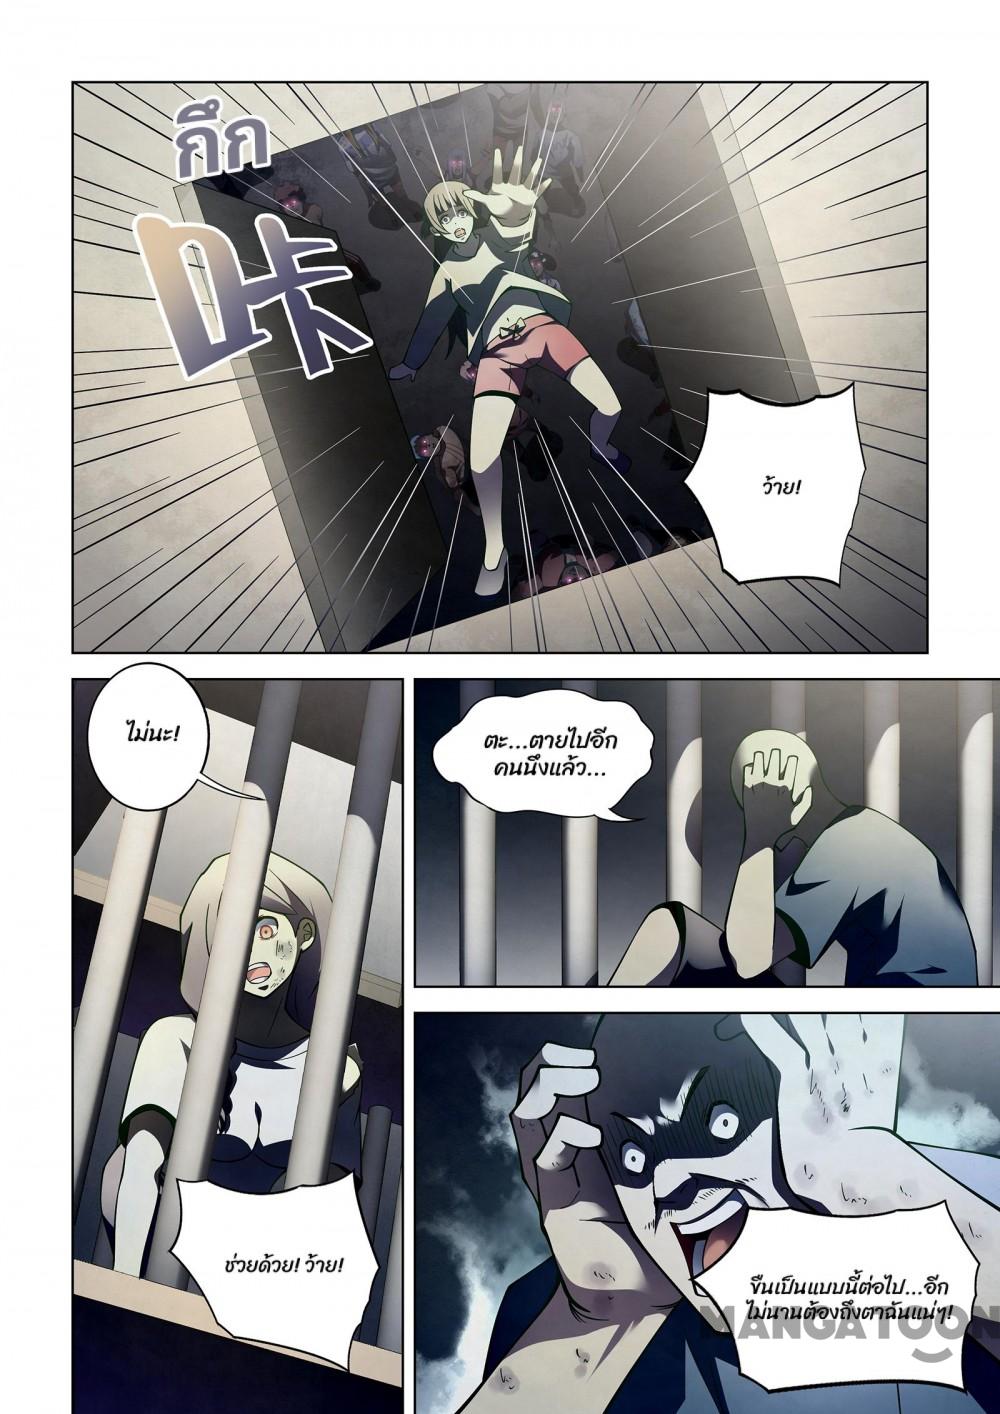 กึก
咔
ว้าย!
ไม่นะ!
ตะ...ตายไปอีก
คนนึงแล้ว...
ช่วยด้วย! ว้าย!
ขืนเป็นแบบนี้ต่อไป...อีก
ไม่นานต้องถึงตาฉันแน่ๆ!
MANGATOON